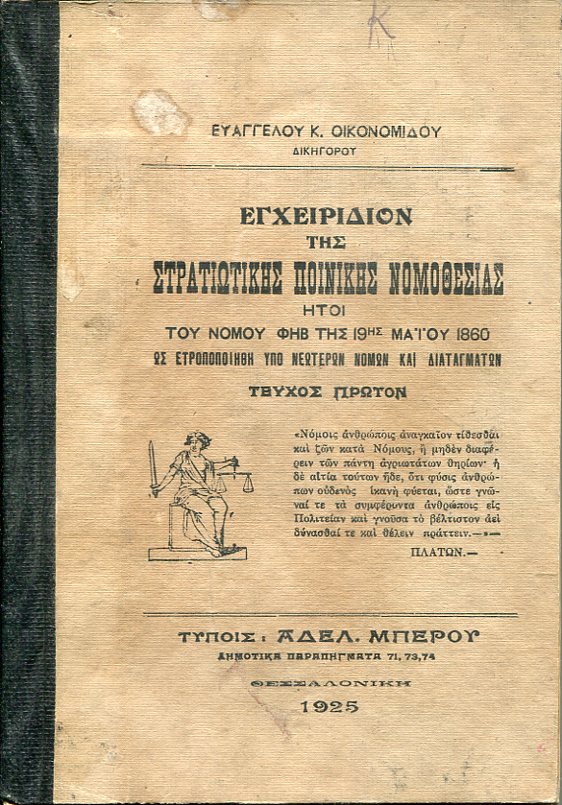 K
ΕΥΑΓΓΕΛΟΥ Κ. ΟΙΚΟΝΟΜΙΔΟΥ
ΔΙΚΗΓΟΡΟΥ
ΕΓΧΕΙΡΙΔΙΟΝ
ΤΗΣ
ΣΤΡΑΤΙΩΤΙΚΗΣ ΠΟΙΝΙΚΗΣ ΝΟΜΟΘΕΣΙΑΣ
ΗΤΟΙ
ΤΟΥ ΝΟΜΟΥ ΦΗΒ ΤΗΣ 19ΗΣ ΜΑΪΟΥ 1860
ΩΣ ΕΤΡΟΠΟΠΟΙΗΘΗ ΥΠΟ ΝΕΩΤΕΡΩΝ ΝΟΜΩΝ ΚΑΙ ΔΙΑΤΑΓΜΑΤΩΝ
ΤΕΥΧΟΣ ΠΡΩΤΟΝ
«Νόμοις ἀνθρώποις ἀναγκαῖον τίθεσθαι
καὶ ζῶν κατὰ Νόμους, ἢ μηδὲν διαφέ-
ρειν τῶν πάντη ἀγριωτάτων θηρίων· ἡ
δὲ αἰτία τούτων ἥδε, ὅτι φύσις ἀνθρώ-
πων οὐδενὸς ἱκανὴ φύεται, ὥστε γνῶ-
ναί τε τὰ συμφέροντα ἀνθρώποις εἰς
Πολιτείαν καὶ γνοῦσα τὸ βέλτιστον ἀεὶ
δύνασθαί τε καὶ θέλειν πράττειν.—
ΠΛΑΤΩΝ.—
ΤΥΠΟΙΣ : ΑΔΕΛ. ΜΠΕΡΟΥ
ΔΗΜΟΤΙΚΑ ΠΑΡΑΠΗΓΜΑΤΑ 71, 73, 74
ΘΕΣΣΑΛΟΝΙΚΗ
1925